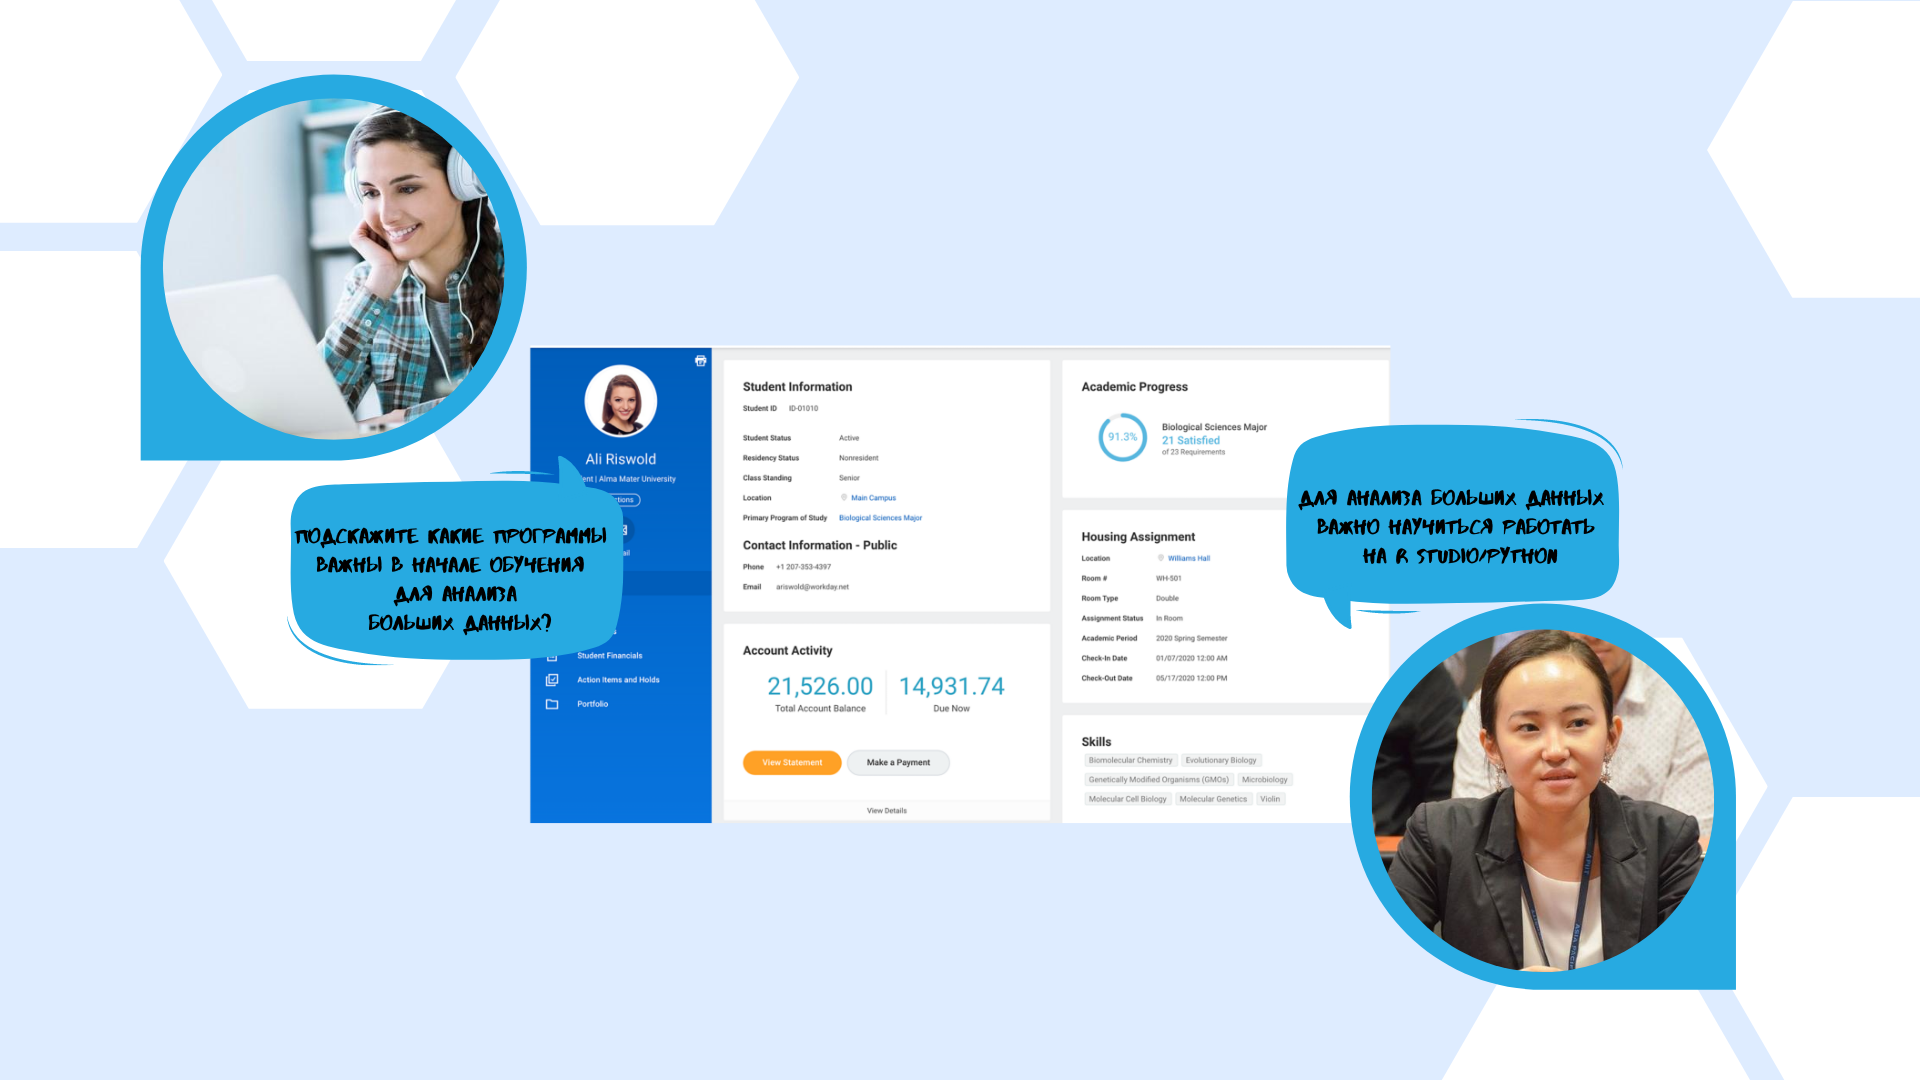 ПОДСКАЖИТЕ КАКИЕ ПРОГРАММЫ
ВАЖНЫ В НАЧАЛЕ ОБУЧЕНИЯ
ДЛЯ АНАЛИЗА
БОЛЬШИХ ДАННЫХ?
Ali Riswold
ent | Alma Mater University
ctions
ail
Student Financials
Action Items and Holds
Portfolio
Student Information
Student ID ID-01010
Student Status Active
Residency Status Nonresident
Class Standing Senior
Location Main Campus
Primary Program of Study Biological Sciences Major
Contact Information - Public
Phone +1 207-353-4397
Email ariswold@workday.net
Account Activity
21,526.00 14,931.74
Total Account Balance Due Now
View Statement Make a Payment
View Details
Academic Progress
91.3%
Biological Sciences Major
21 Satisfied
of 23 Requirements
Housing Assignment
Location Williams Hall
Room # WH-501
Room Type Double
Assignment Status In Room
Academic Period 2020 Spring Semester
Check-In Date 01/07/2020 12:00 AM
Check-Out Date 05/17/2020 12:00 PM
Skills
Biomolecular Chemistry Evolutionary Biology
Genetically Modified Organisms (GMOs) Microbiology
Molecular Cell Biology Molecular Genetics Violin
ДЛЯ АНАЛИЗА БОЛЬШИХ ДАННЫХ
ВАЖНО НАУЧИТЬСЯ РАБОТАТЬ
НА R STUDIO/PYTHON